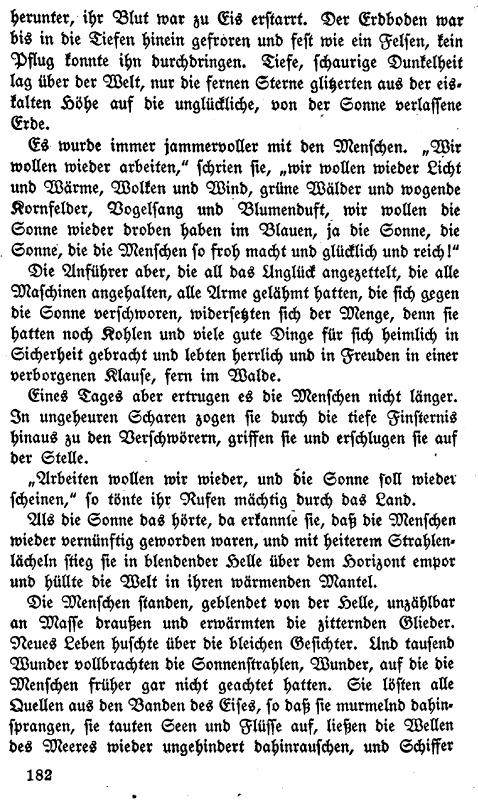 herunter, ihr Blut war zu Eis erstarrt. Der Erdboden war
bis in die Tiefen hinein gefroren und fest wie ein Felsen, kein
Pflug konnte ihn durchdringen. Tiefe, schaurige Dunkelheit
lag über der Welt, nur die fernen Sterne glitzerten aus der eis-
kalten Höhe auf die unglückliche, von der Sonne verlassene
Erde.
Es wurde immer jammervoller mit den Menschen. „Wir
wollen wieder arbeiten,“ schrien sie, „wir wollen wieder Licht
und Wärme, Wolken und Wind, grüne Wälder und wogende
Kornfelder, Vogelsang und Blumenduft, wir wollen die
Sonne wieder droben haben im Blauen, ja die Sonne, die
Sonne, die die Menschen so froh macht und glücklich und reich!“
Die Anführer aber, die all das Unglück angezettelt, die alle
Maschinen angehalten, alle Arme gelähmt hatten, die sich gegen
die Sonne verschworen, widersetzten sich der Menge, denn sie
hatten noch Kohlen und viele gute Dinge für sich heimlich in
Sicherheit gebracht und lebten herrlich und in Freuden in einer
verborgenen Klause, fern im Walde.
Eines Tages aber ertrugen es die Menschen nicht länger.
In ungeheuren Scharen zogen sie durch die tiefe Finsternis
hinaus zu den Verschwörern, griffen sie und erschlugen sie auf
der Stelle.
„Arbeiten wollen wir wieder, und die Sonne soll wieder
scheinen,“ so tönte ihr Rufen mächtig durch das Land.
Als die Sonne das hörte, da erkannte sie, daß die Menschen
wieder vernünftig geworden waren, und mit heiterem Strahlen-
lächeln stieg sie in blendender Helle über dem Horizont empor
und hüllte die Welt in ihren wärmenden Mantel.
Die Menschen standen, geblendet von der Helle, unzählbar
an Masse draußen und erwärmten die zitternden Glieder.
Neues Leben huschte über die bleichen Gesichter. Und tausend
Wunder vollbrachten die Sonnenstrahlen, Wunder, auf die die
Menschen früher gar nicht geachtet hatten. Sie lösten alle
Quellen aus den Banden des Eises, so daß sie murmelnd dahin-
sprangen, sie tauten Seen und Flüsse auf, ließen die Wellen
des Meeres wieder ungehindert dahinrauschen, und Schiffer
182